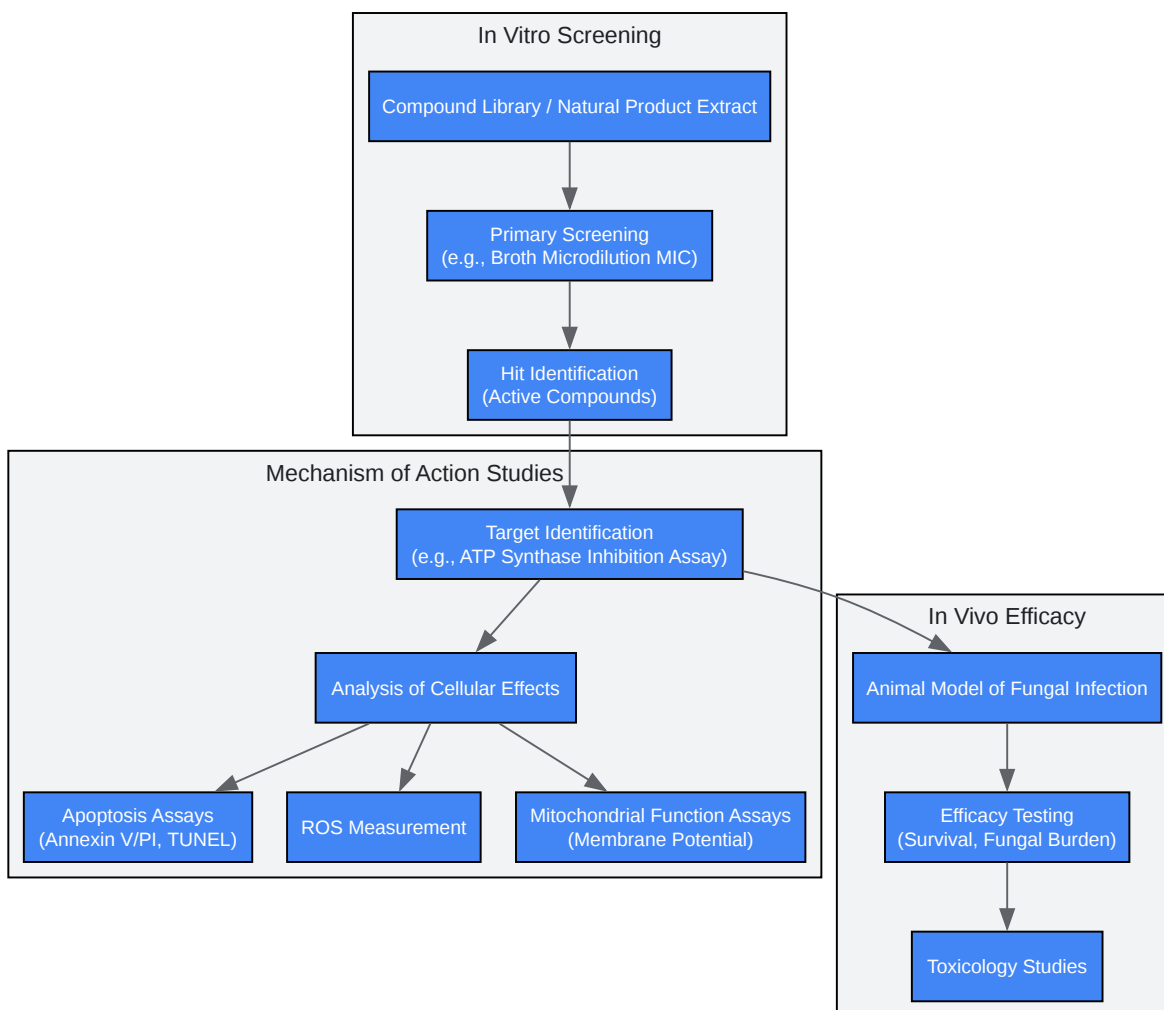 In Vitro Screening
Compound Library / Natural Product Extract
Primary Screening
(e.g., Broth Microdilution MIC)
Hit Identification
(Active Compounds)
Mechanism of Action Studies
Target Identification
(e.g., ATP Synthase Inhibition Assay)
Analysis of Cellular Effects
Apoptosis Assays
(Annexin V/PI, TUNEL)
ROS Measurement
Mitochondrial Function Assays
(Membrane Potential)
In Vivo Efficacy
Animal Model of Fungal Infection
Efficacy Testing
(Survival, Fungal Burden)
Toxicology Studies